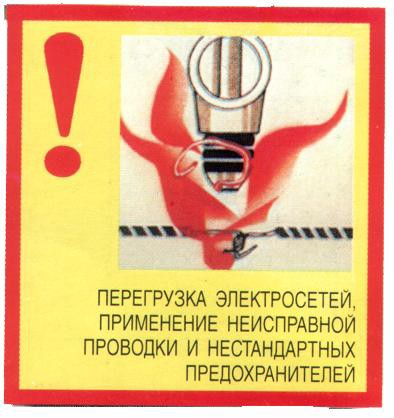 !
ПЕРЕГРУЗКА ЭЛЕКТРОСЕТЕЙ,
ПРИМЕНЕНИЕ НЕИСПРАВНОЙ
ПРОВОДКИ И НЕСТАНДАРТНЫХ
ПРЕДОХРАНИТЕЛЕЙ